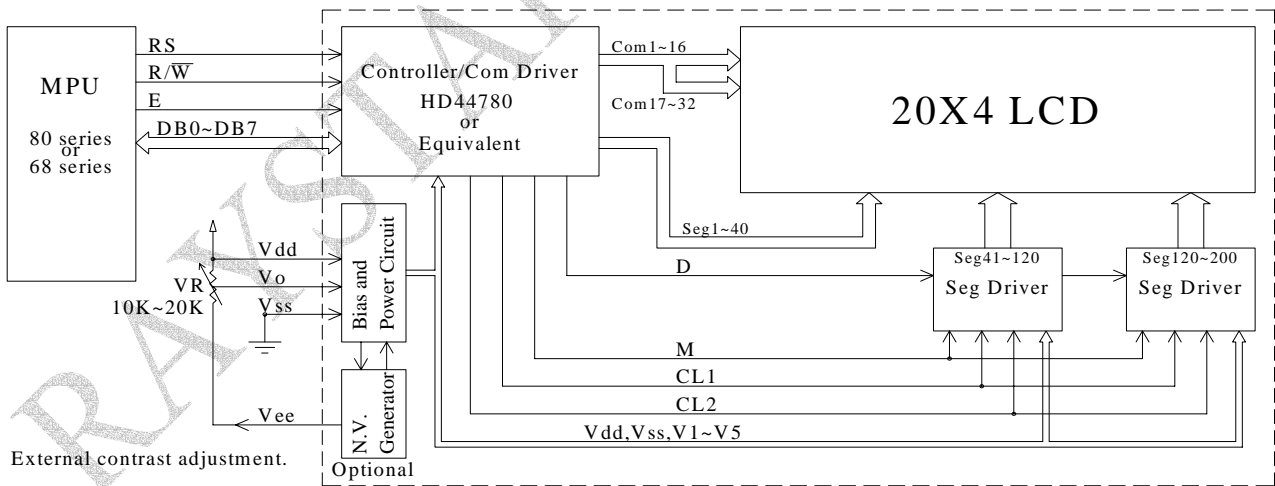 MPU
80 series
or
68 series
RS
R/W̅
E
DB0~DB7
Controller/Com Driver
HD44780
or
Equivalent
Com1~16
Com17~32
20X4 LCD
Seg1~40
D
Seg41~120
Seg Driver
Seg120~200
Seg Driver
Vdd
Vo
Vss
VR
10K~20K
Bias and
Power Circuit
M
CL1
CL2
Vdd,Vss,V1~V5
Vee
N.V.
Generator
Optional
External contrast adjustment.